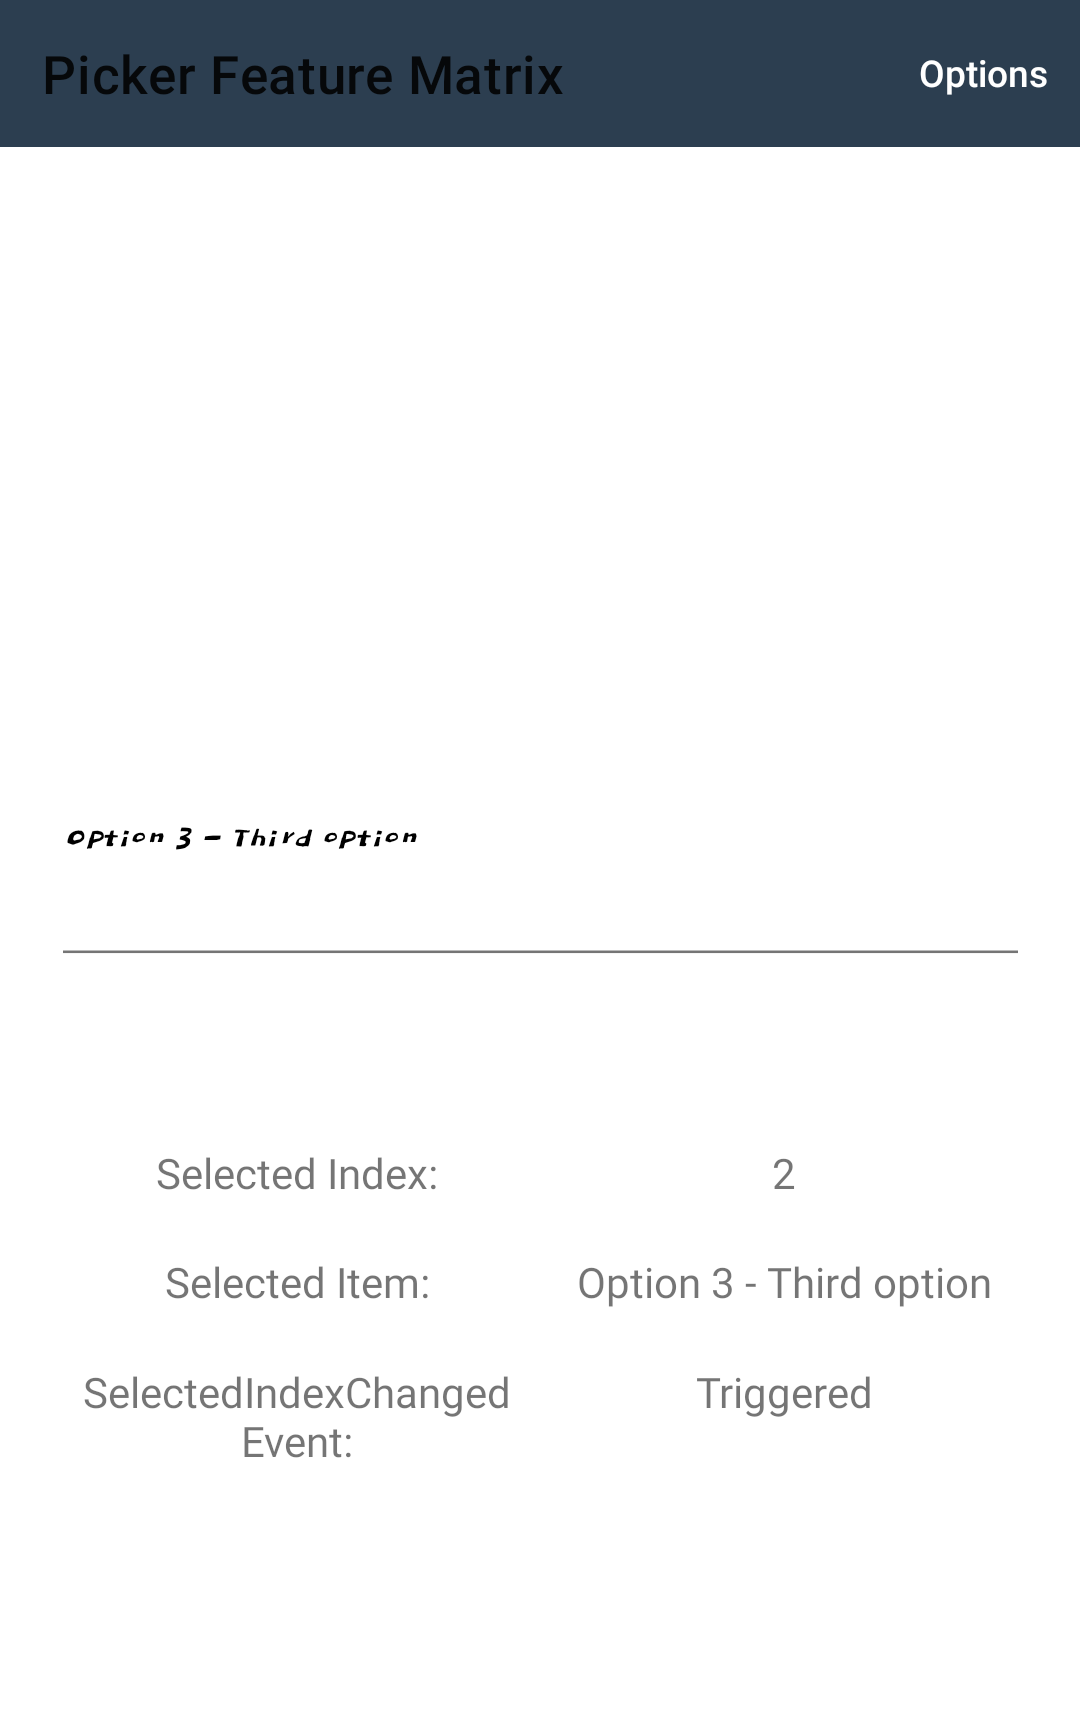 Picker Feature Matrix
Options
Option 3 - Third option
Selected Index:
2
Selected Item:
Option 3 - Third option
SelectedIndexChanged
Event:
Triggered